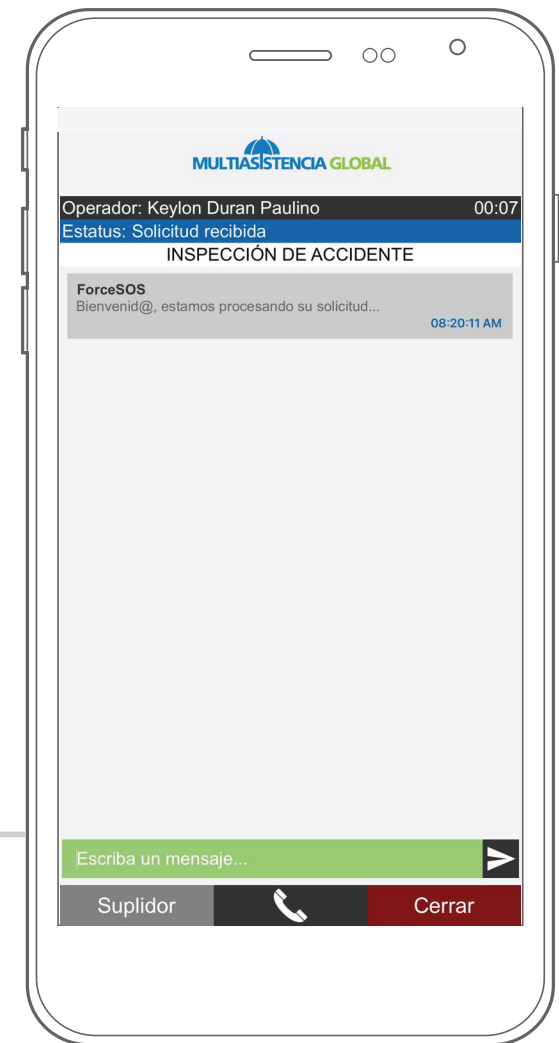 MULTIASISTENCIA GLOBAL
Operador: Keylon Duran Paulino 00:07
Estatus: Solicitud recibida
INSPECCIÓN DE ACCIDENTE
ForceSOS
Bienvenid@, estamos procesando su solicitud...
08:20:11 AM
Escriba un mensaje...
Suplidor Cerrar